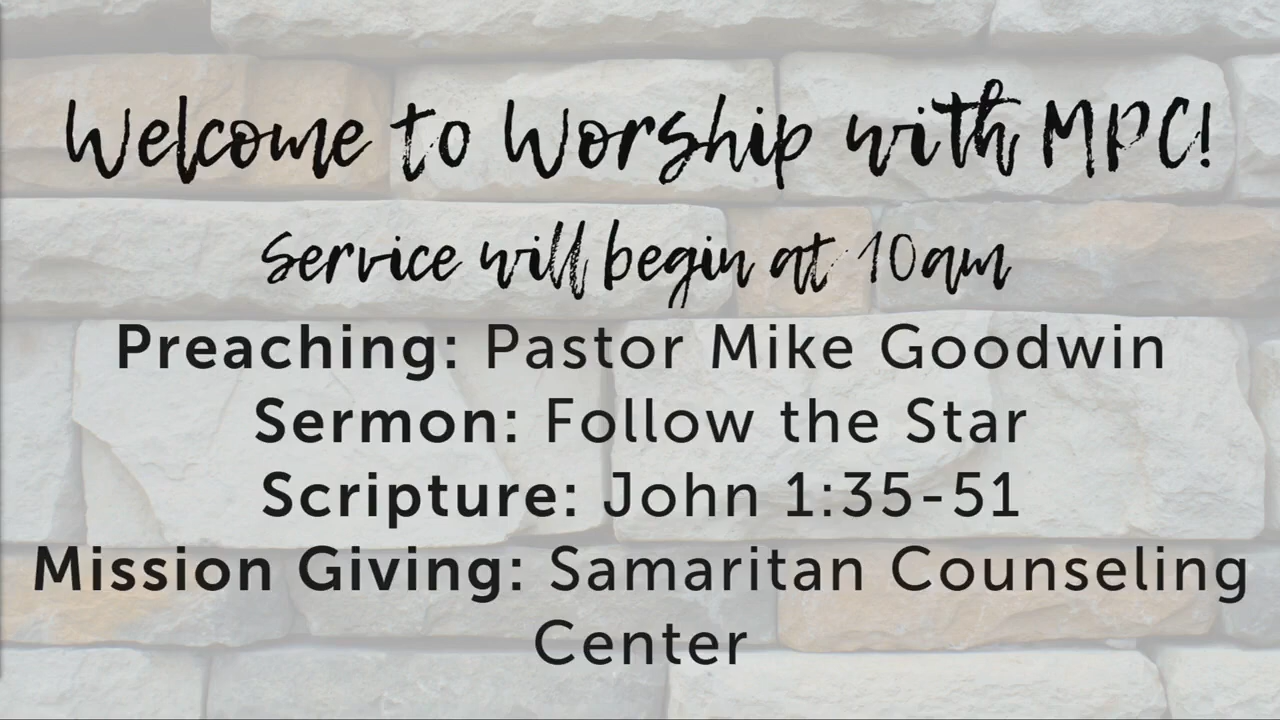 Welcome to Worship with MPC!
Service will begin at 10am
Preaching: Pastor Mike Goodwin
Sermon: Follow the Star
Scripture: John 1:35-51
Mission Giving: Samaritan Counseling
Center